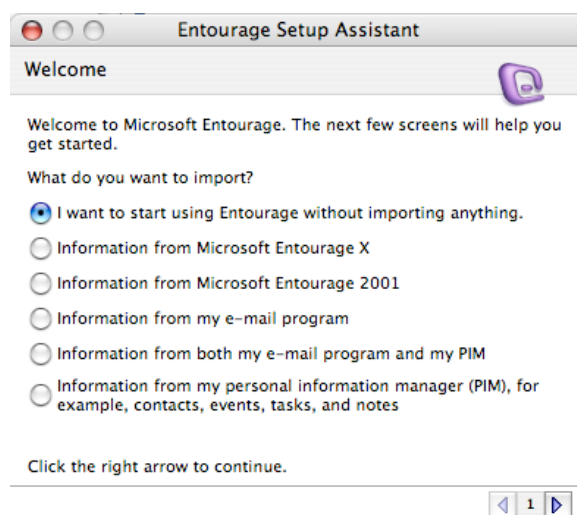 Entourage Setup Assistant
Welcome
Welcome to Microsoft Entourage. The next few screens will help you
get started.
What do you want to import?
I want to start using Entourage without importing anything.
Information from Microsoft Entourage X
Information from Microsoft Entourage 2001
Information from my e-mail program
Information from both my e-mail program and my PIM
Information from my personal information manager (PIM), for
example, contacts, events, tasks, and notes
Click the right arrow to continue.
1